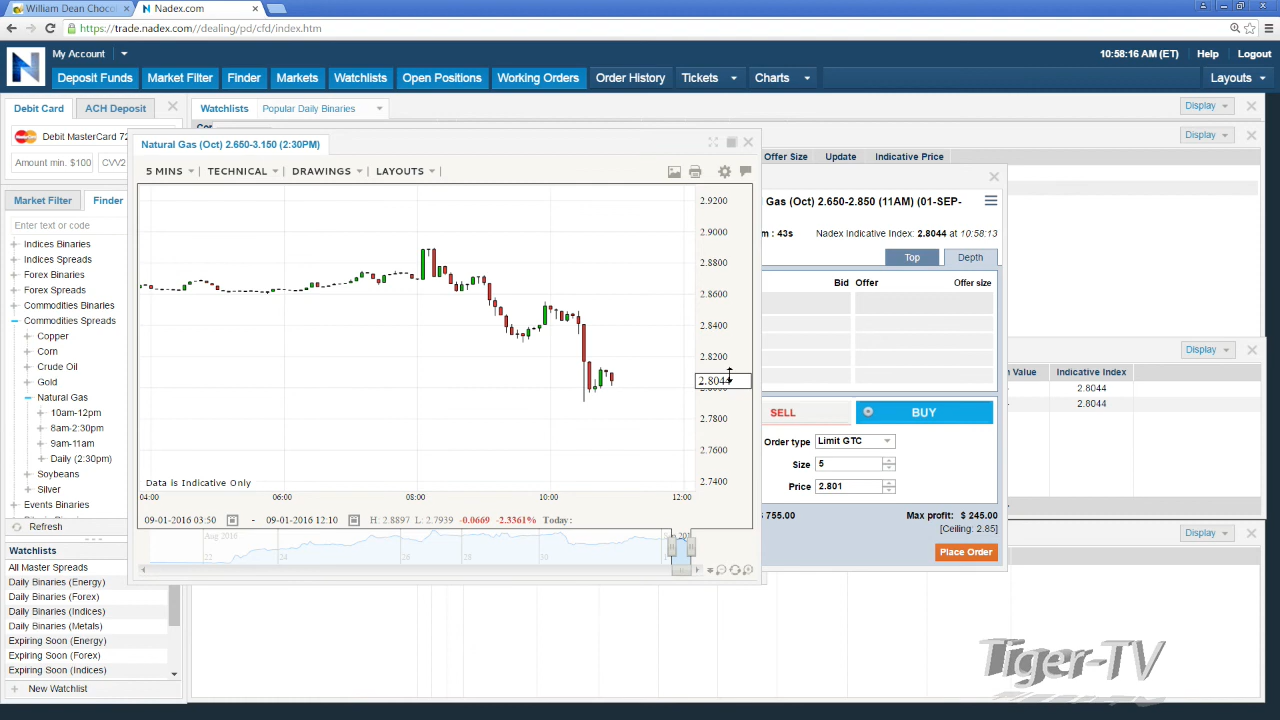 William Dean Choco
Nadex.com
https://trade.nadex.com//dealing/pd/cfd/index.htm
N
My Account
10:58:16 AM (ET)
Help
Logout
Deposit Funds
Market Filter
Finder
Markets
Watchlists
Open Positions
Working Orders
Order History
Tickets
Charts
Layouts
Debit Card
ACH Deposit
Watchlists
Popular Daily Binaries
Display
Debit MasterCard 72
Display
Natural Gas (Oct) 2.650-3.150 (2:30PM)
Offer Size
Update
Indicative Price
Amount min. $100
CVV2
5 MINS
TECHNICAL
DRAWINGS
LAYOUTS
Market Filter
Finder
Gas (Oct) 2.650-2.850 (11AM) (01-SEP-
Enter text or code
m : 43s
Nadex Indicative Index: 2.8044 at 10:58:13
Top
Depth
Bid
Offer
Offer size
Indices Binaries
Indices Spreads
Forex Binaries
Forex Spreads
Commodities Binaries
Commodities Spreads
Copper
Corn
Crude Oil
Gold
Natural Gas
10am-12pm
8am-2:30pm
9am-11am
Daily (2.30pm)
Soybeans
Silver
Events Binaries
Refresh
2.9200
2.9000
2.8800
2.8600
2.8400
2.8200
2.8044
2.7800
2.7600
2.7400
Data is Indicative Only
04:00
06:00
08:00
10:00
12:00
09-01-2016 03:50
-
09-01-2016 12:10
H: 2.8897
L: 2.7939
-0.0669
-2.3361%
Today:
Aug 2016
22
24
26
28
30
Display
n Value
Indicative Index
2.8044
2.8044
SELL
BUY
Order type
Limit GTC
Size
5
Price
2.801
$ 755.00
Max profit: $ 245.00
[Ceiling: 2.85]
Place Order
Display
Watchlists
All Master Spreads
Daily Binaries (Energy)
Daily Binaries (Forex)
Daily Binaries (Indices)
Daily Binaries (Metals)
Expiring Soon (Energy)
Expiring Soon (Forex)
Expiring Soon (Indices)
New Watchlist
Tiger-TV